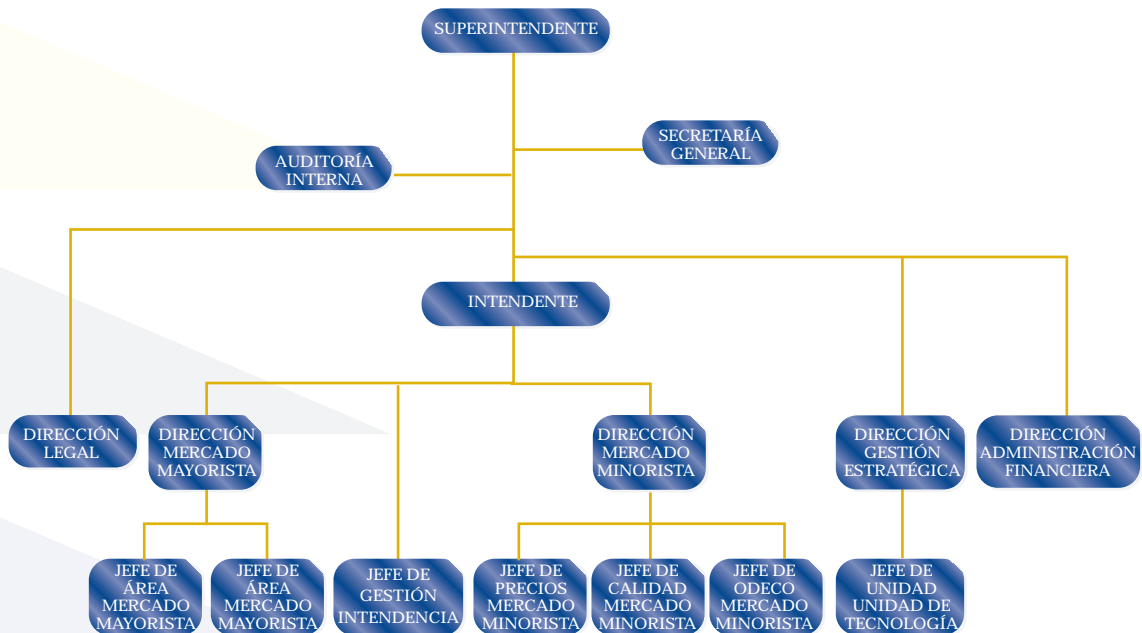 SUPERINTENDENTE
SECRETARÍA
GENERAL
AUDITORÍA
INTERNA
INTENDENTE
DIRECCIÓN
LEGAL
DIRECCIÓN
MERCADO
MAYORISTA
DIRECCIÓN
MERCADO
MINORISTA
DIRECCIÓN
GESTIÓN
ESTRATÉGICA
DIRECCIÓN
ADMINISTRACIÓN
FINANCIERA
JEFE DE
ÁREA
MERCADO
MAYORISTA
JEFE DE
ÁREA
MERCADO
MAYORISTA
JEFE DE
GESTIÓN
INTENDENCIA
JEFE DE
PRECIOS
MERCADO
MINORISTA
JEFE DE
CALIDAD
MERCADO
MINORISTA
JEFE DE
ODECO
MERCADO
MINORISTA
JEFE DE
UNIDAD
UNIDAD DE
TECNOLOGÍA